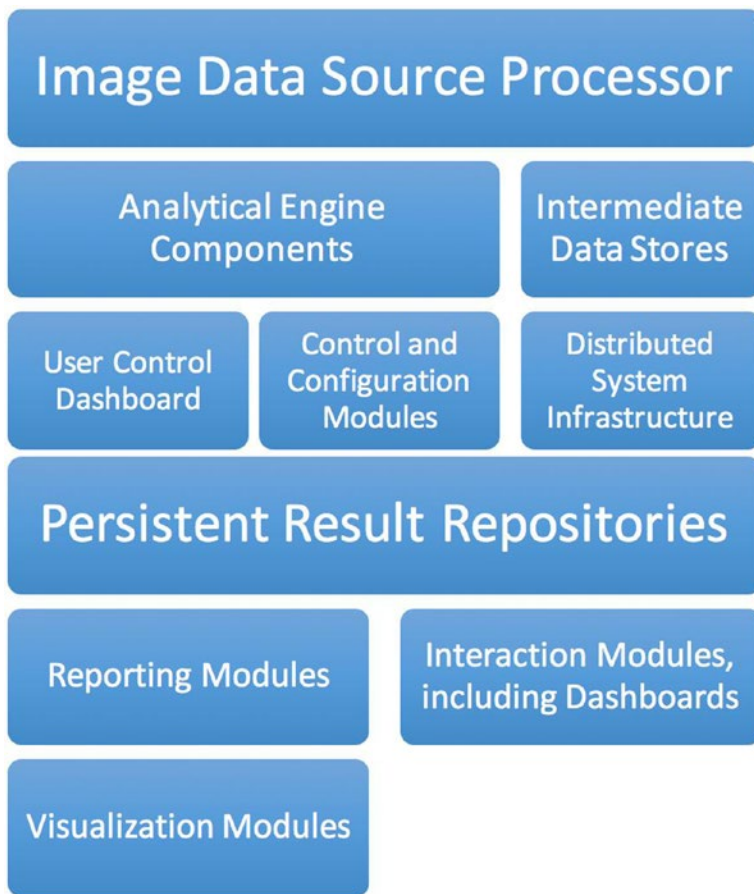 Image Data Source Processor
Analytical Engine
Components
Intermediate
Data Stores
User Control
Dashboard
Control and
Configuration
Modules
Distributed
System
Infrastructure
Persistent Result Repositories
Reporting Modules
Interaction Modules,
including Dashboards
Visualization Modules